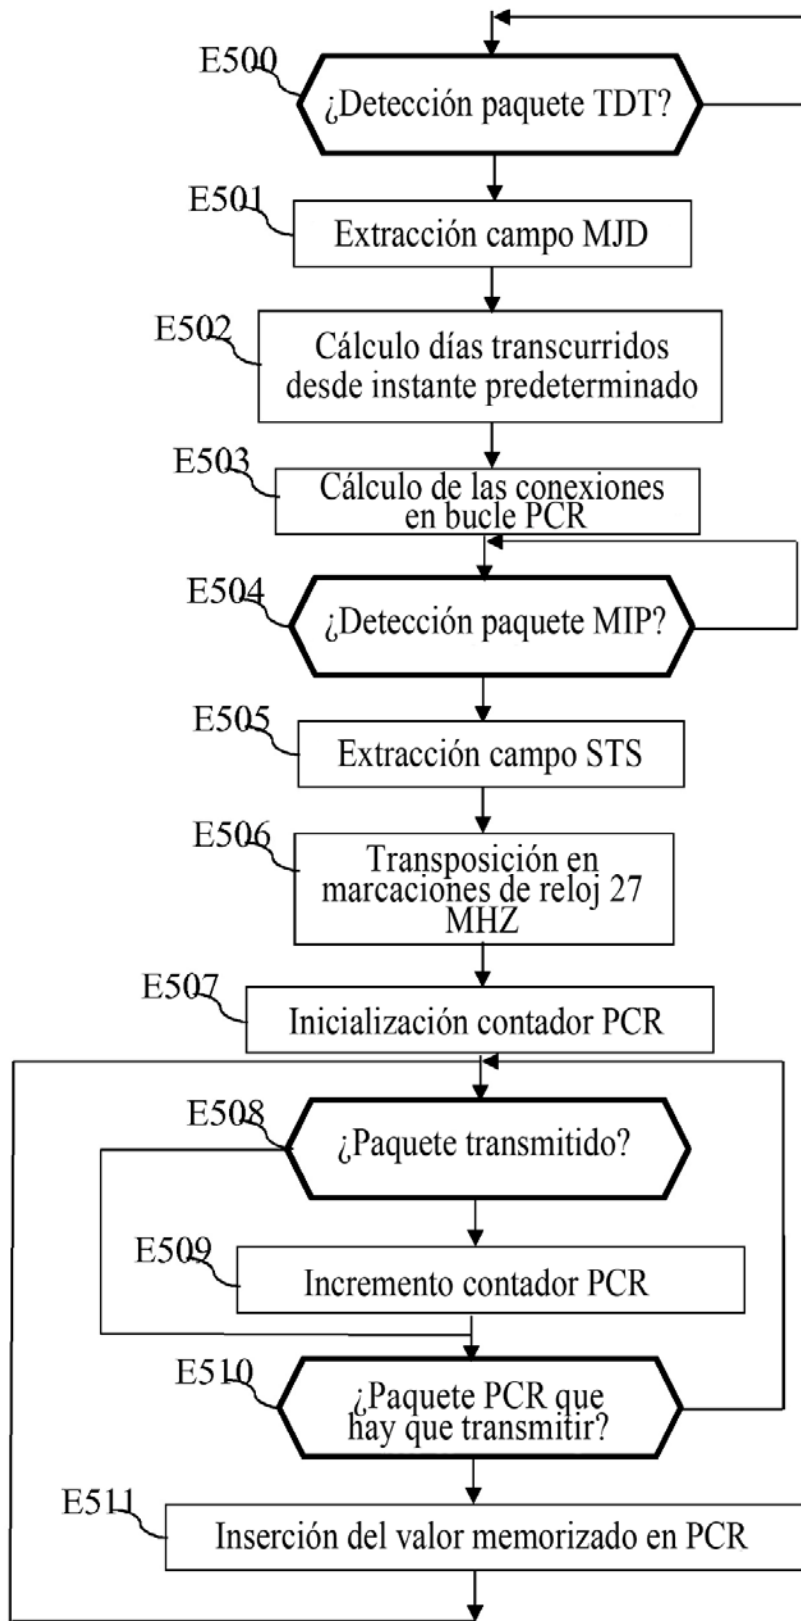 E500
¿Detección paquete TDT?
E501
Extracción campo MJD
E502
Cálculo días transcurridos
desde instante predeterminado
E503
Cálculo de las conexiones
en bucle PCR
E504
¿Detección paquete MIP?
E505
Extracción campo STS
E506
Transposición en
marcaciones de reloj 27
MHZ
E507
Inicialización contador PCR
E508
¿Paquete transmitido?
E509
Incremento contador PCR
E510
¿Paquete PCR que
hay que transmitir?
E511
Inserción del valor memorizado en PCR